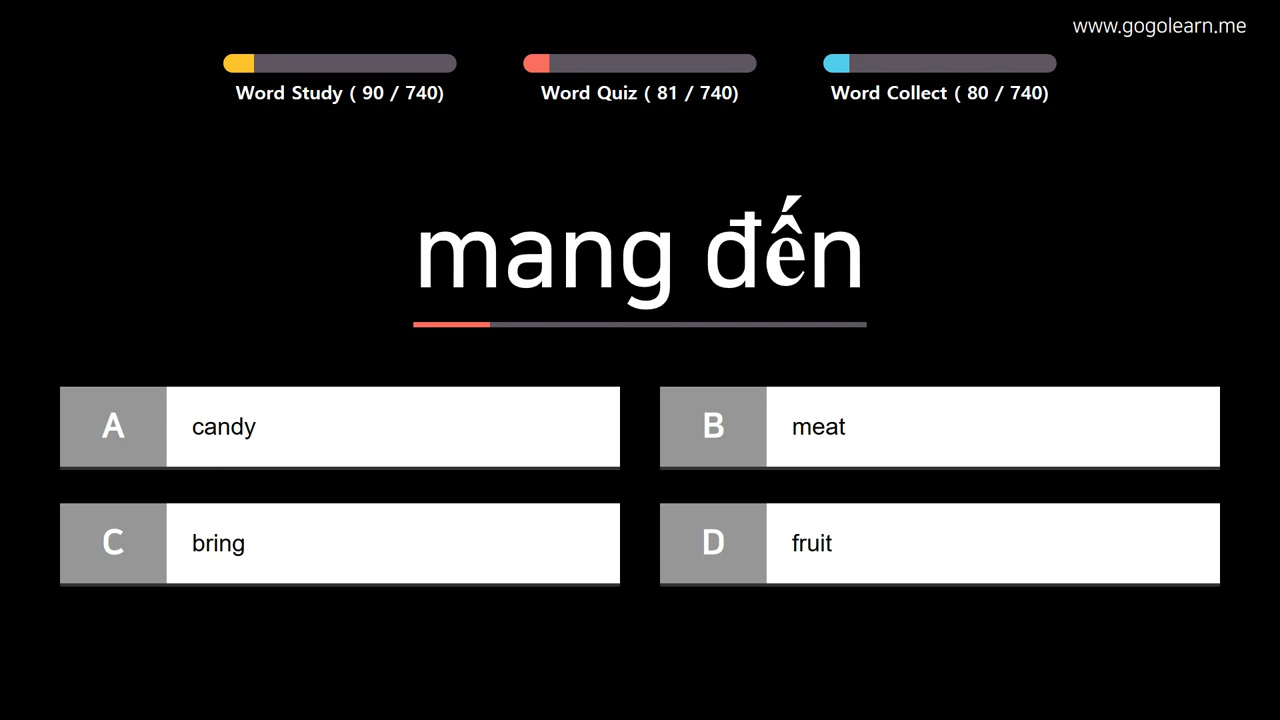 www.gogolearn.me
Word Study ( 90 / 740)
Word Quiz ( 81 / 740)
Word Collect ( 80 / 740)
mang đến
A candy
B meat
C bring
D fruit